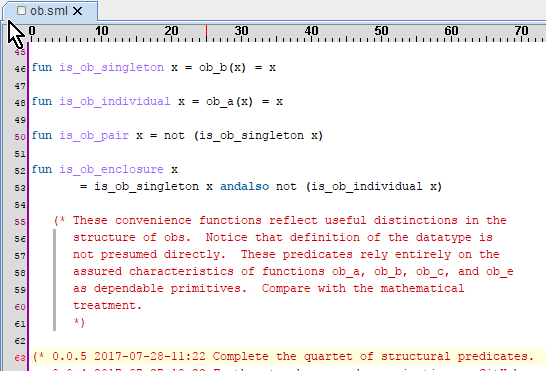 ob.sml
0 10 20 30 40 50 60 70
45
46 fun is_ob_singleton x = ob_b(x) = x
47
48 fun is_ob_individual x = ob_a(x) = x
49
50 fun is_ob_pair x = not (is_ob_singleton x)
51
52 fun is_ob_enclosure x
53 = is_ob_singleton x andalso not (is_ob_individual x)
54
55 (* These convenience functions reflect useful distinctions in the
56 structure of obs. Notice that definition of the datatype is
57 not presumed directly. These predicates rely entirely on the
58 assured characteristics of functions ob_a, ob_b, ob_c, and ob_e
59 as dependable primitives. Compare with the mathematical
60 treatment.
61 *)
62
63 (* 0.0.5 2017-07-28-11:22 Complete the quartet of structural predicates.